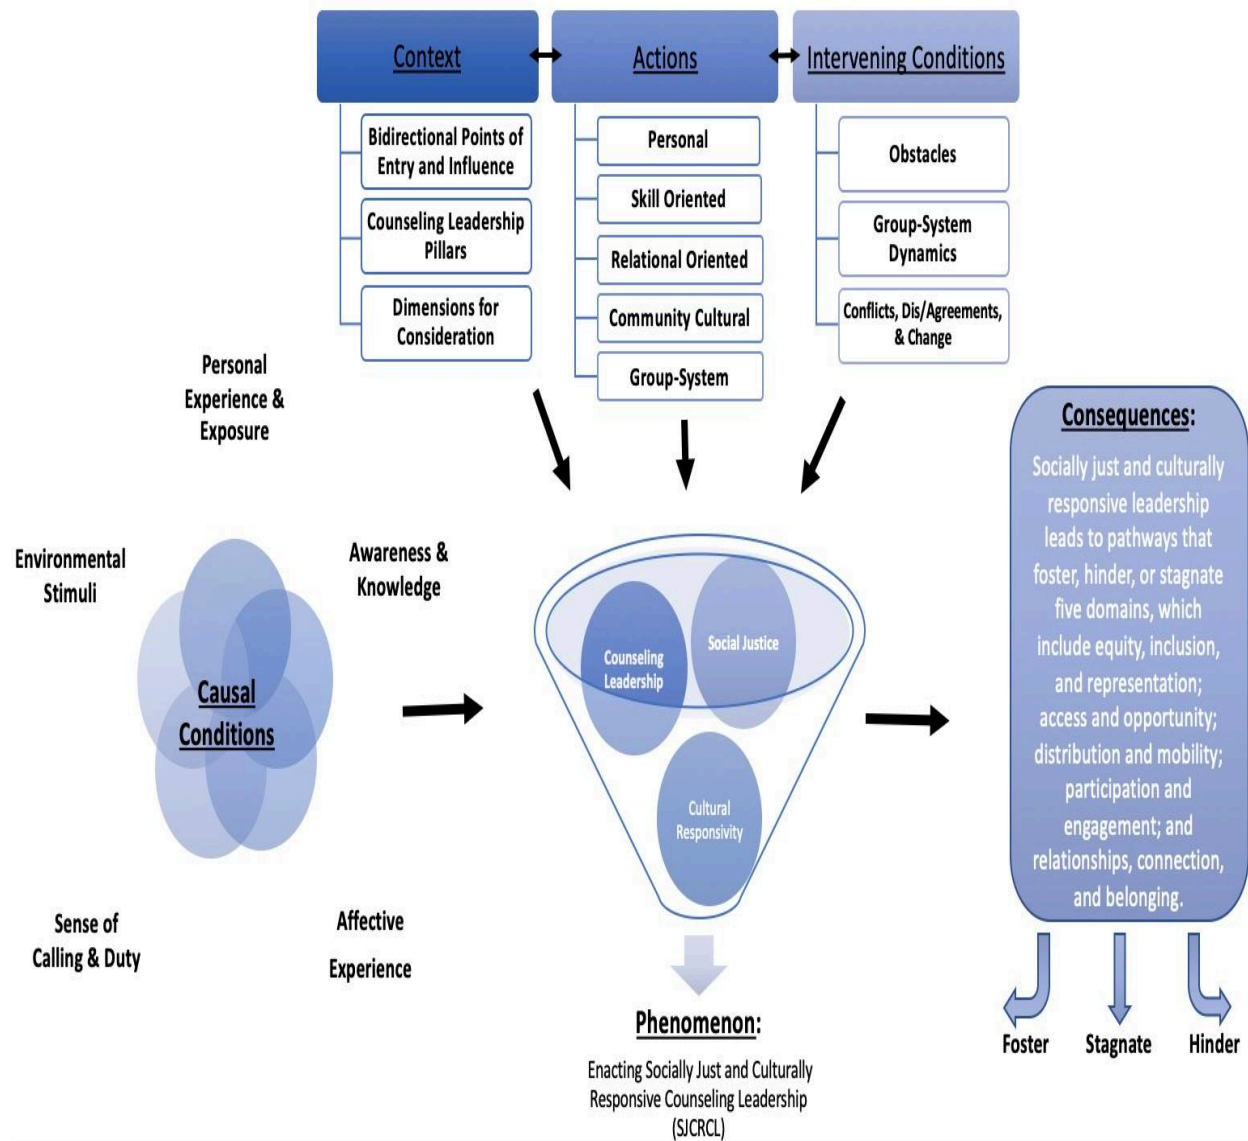 Context
Actions
Intervening Conditions
Bidirectional Points of
Entry and Influence
Counseling Leadership
Pillars
Dimensions for
Consideration
Personal
Skill Oriented
Relational Oriented
Community Cultural
Group-System
Obstacles
Group-System
Dynamics
Conflicts, Dis/Agreements,
& Change
Personal
Experience &
Exposure
Environmental
Stimuli
Awareness &
Knowledge
Causal
Conditions
Sense of
Calling & Duty
Affective
Experience
Counseling
Leadership
Social Justice
Cultural
Responsivity
Phenomenon:
Enacting Socially Just and Culturally
Responsive Counseling Leadership
(SJCRCL)
Consequences:
Socially just and culturally
responsive leadership
leads to pathways that
foster, hinder, or stagnate
five domains, which
include equity, inclusion,
and representation;
access and opportunity;
distribution and mobility;
participation and
engagement; and
relationships, connection,
and belonging.
Foster
Stagnate
Hinder